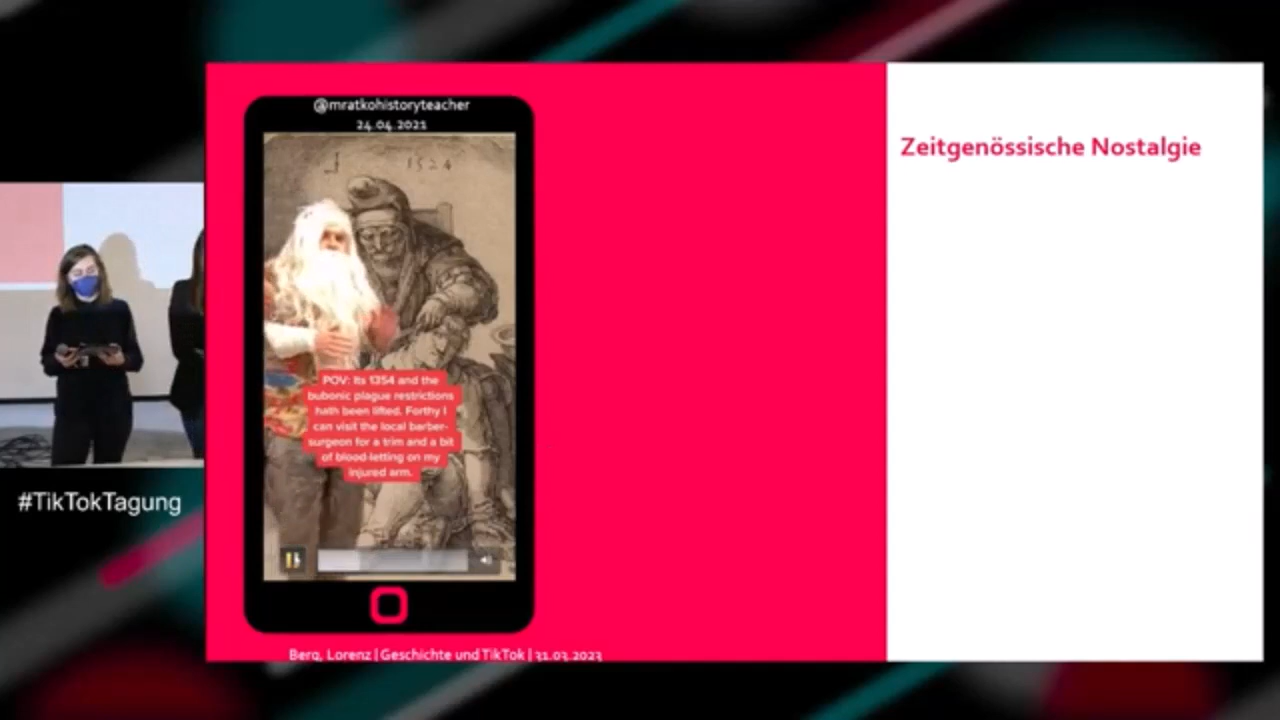 @mratkohistoryteacher
24.04.2021
1524
POV: Its 1354 and the
bubonic plague restrictions
hath been lifted. Forthy I
can visit the local barber-
surgeon for a trim and a bit
of blood-letting on my
injured arm.
Zeitgenössische Nostalgie
#TikTokTagung
Berg, Lorenz | Geschichte und TikTok | 31.03.2023